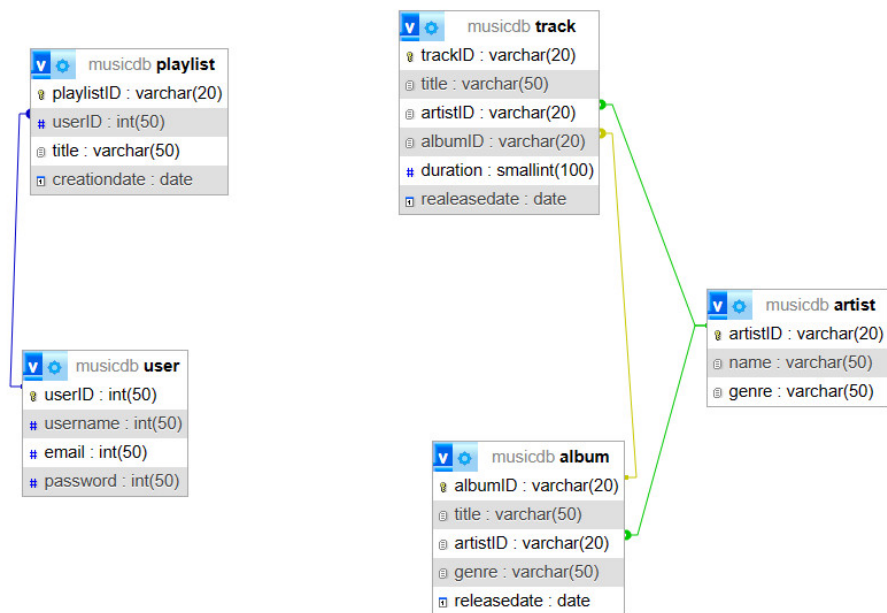 musicdb playlist
playlistID : varchar(20)
userID : int(50)
title : varchar(50)
creationdate : date
musicdb track
trackID : varchar(20)
title : varchar(50)
artistID : varchar(20)
albumID : varchar(20)
duration : smallint(100)
realeasedate : date
musicdb user
userID : int(50)
username : int(50)
email : int(50)
password : int(50)
musicdb artist
artistID : varchar(20)
name : varchar(50)
genre : varchar(50)
musicdb album
albumID : varchar(20)
title : varchar(50)
artistID : varchar(20)
genre : varchar(50)
releasedate : date